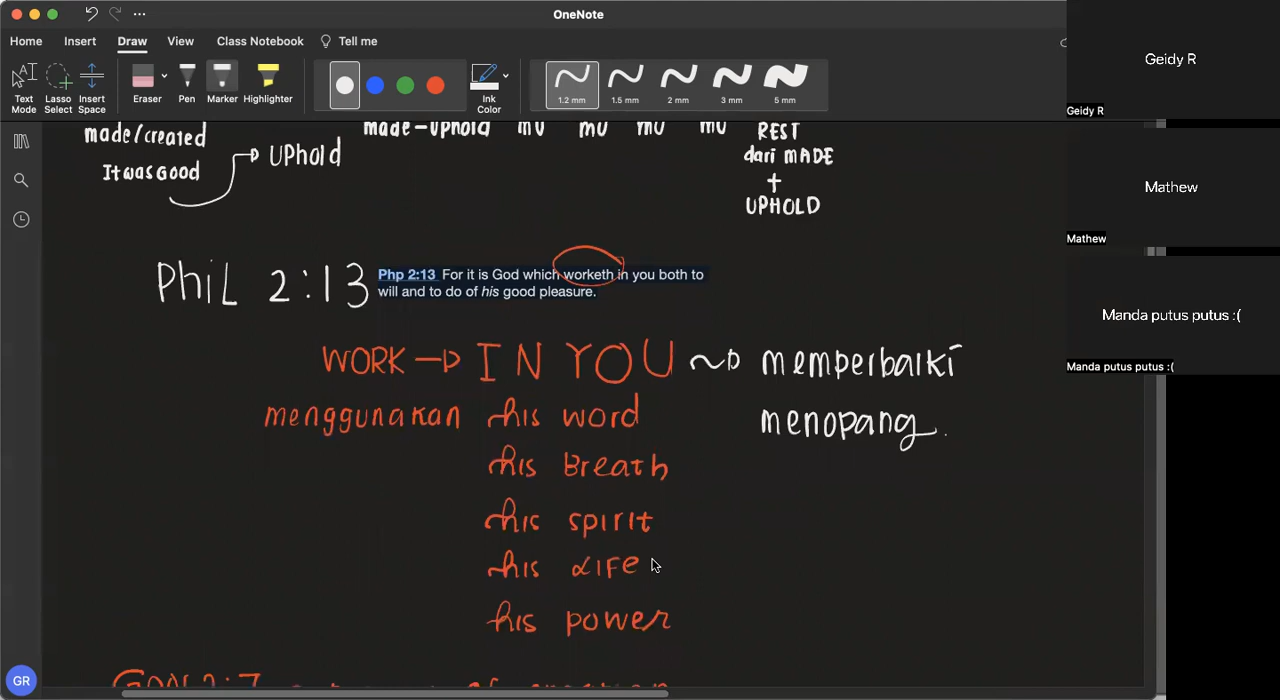 OneNote
Home Insert Draw View Class Notebook Tell me
Text Mode
Lasso Select
Insert Space
Eraser
Pen
Marker
Highlighter
Ink Color
1.2 mm
1.5 mm
2 mm
3 mm
5 mm
Geidy R
Geidy R
Mathew
Mathew
Manda putus putus :(
Manda putus putus :(
made/created
It was Good
UPhold
made-uphold mu mu mu mu
REST
dari MADE
+
UPHOLD
PhiL 2:13
Php 2:13 For it is God which worketh in you both to
will and to do of his good pleasure.
WORK → IN YOU → memperbaiki
menggunakan his word menopang.
his Breath
his spirit
his LIFe
his power
GR